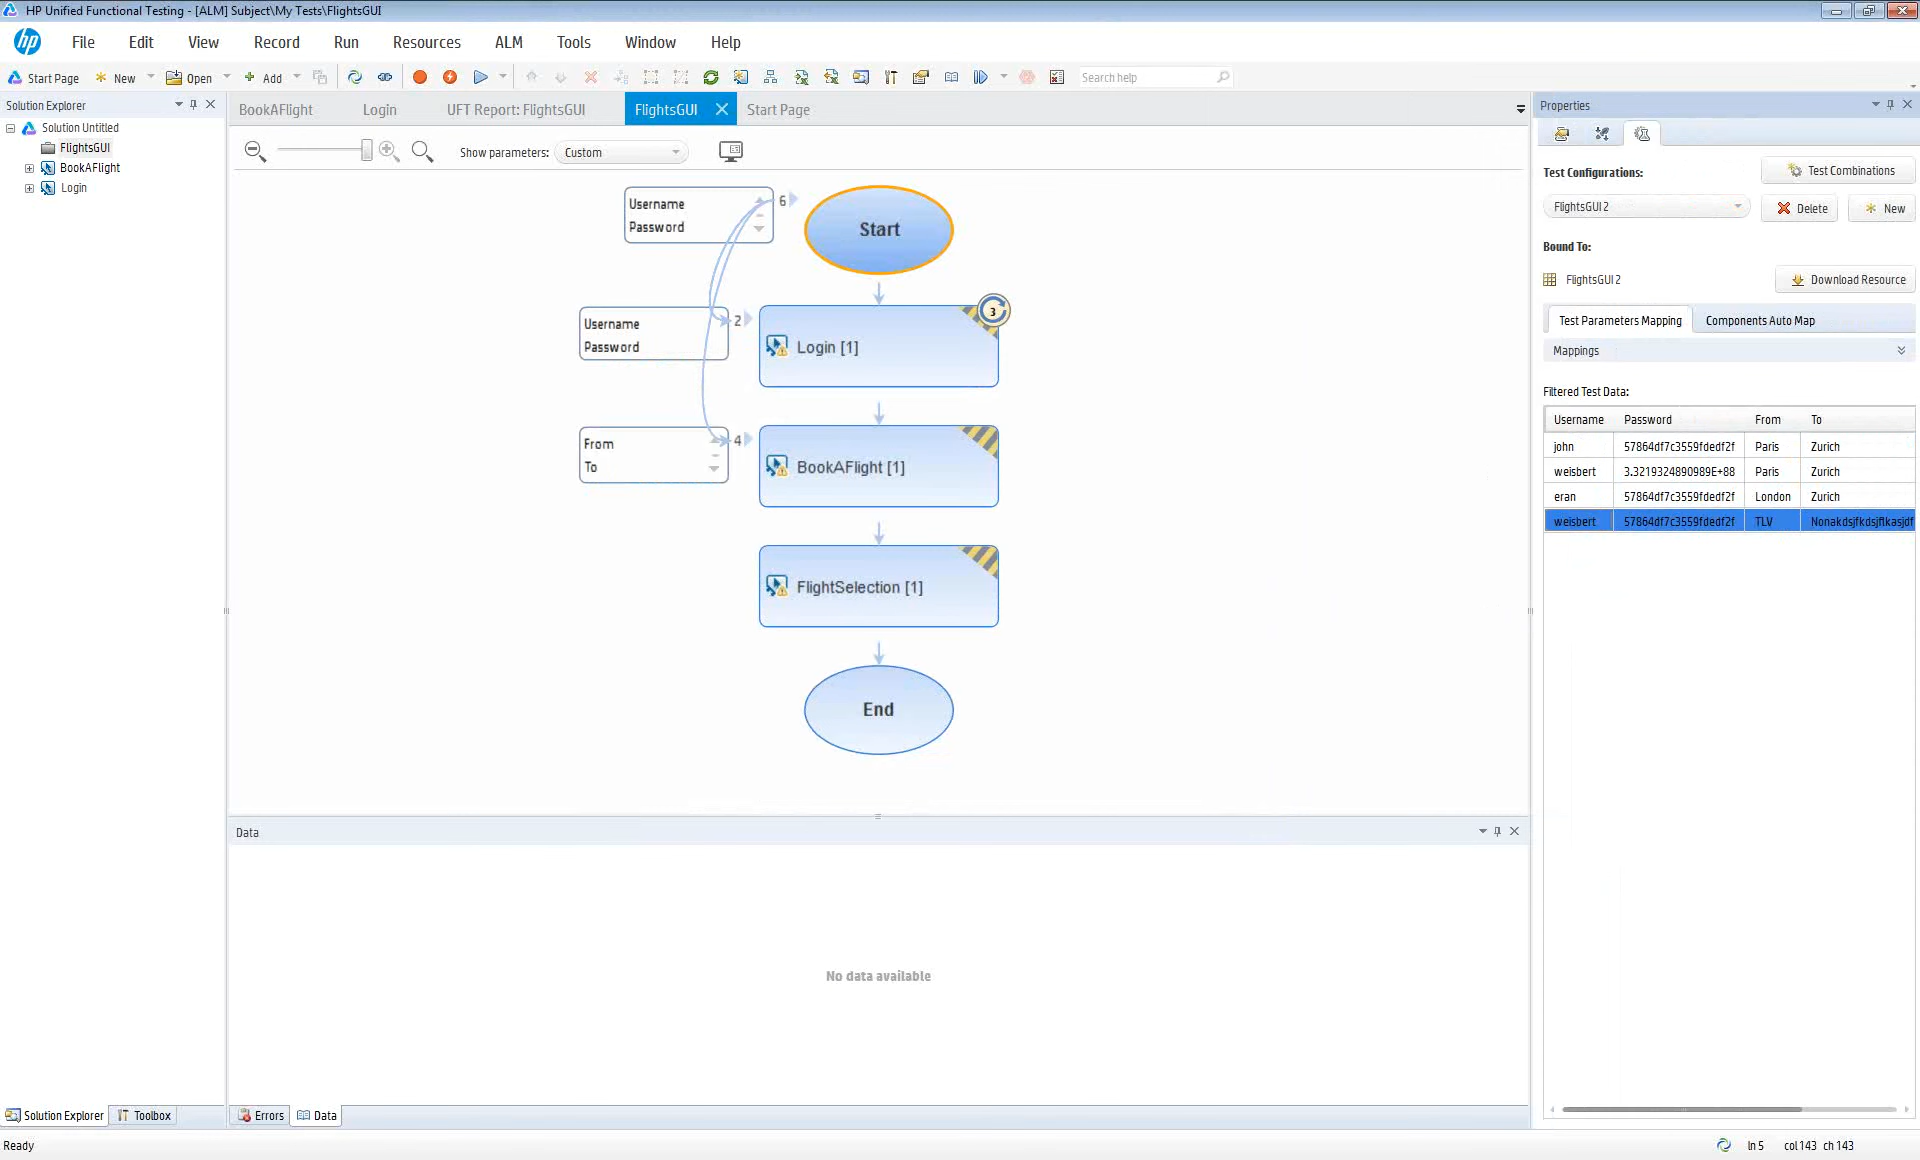 HP Unified Functional Testing - [ALM] Subject\My Tests\FlightsGUI
hp File Edit View Record Run Resources ALM Tools Window Help
Start Page New Open Add Search help
Solution Explorer
Solution Untitled
FlightsGUI
BookAFlight
Login
BookAFlight Login UFT Report: FlightsGUI FlightsGUI Start Page
Show parameters: Custom
Username
Password
6
Start
Username
Password
2
Login [1]
3
From
To
4
BookAFlight [1]
FlightSelection [1]
End
Data
No data available
Properties
Test Configurations: Test Combinations
FlightsGUI 2 Delete New
Bound To:
FlightsGUI 2 Download Resource
Test Parameters Mapping Components Auto Map
Mappings
Filtered Test Data:
Username Password From To
john 57864df7c3559fdedf2f Paris Zurich
weisbert 3.3219324890989E+88 Paris Zurich
eran 57864df7c3559fdedf2f London Zurich
weisbert 57864df7c3559fdedf2f TLV Nonakdsjfkdsjflkasjdf
Solution Explorer Toolbox Errors Data
Ready ln 5 col 143 ch 143